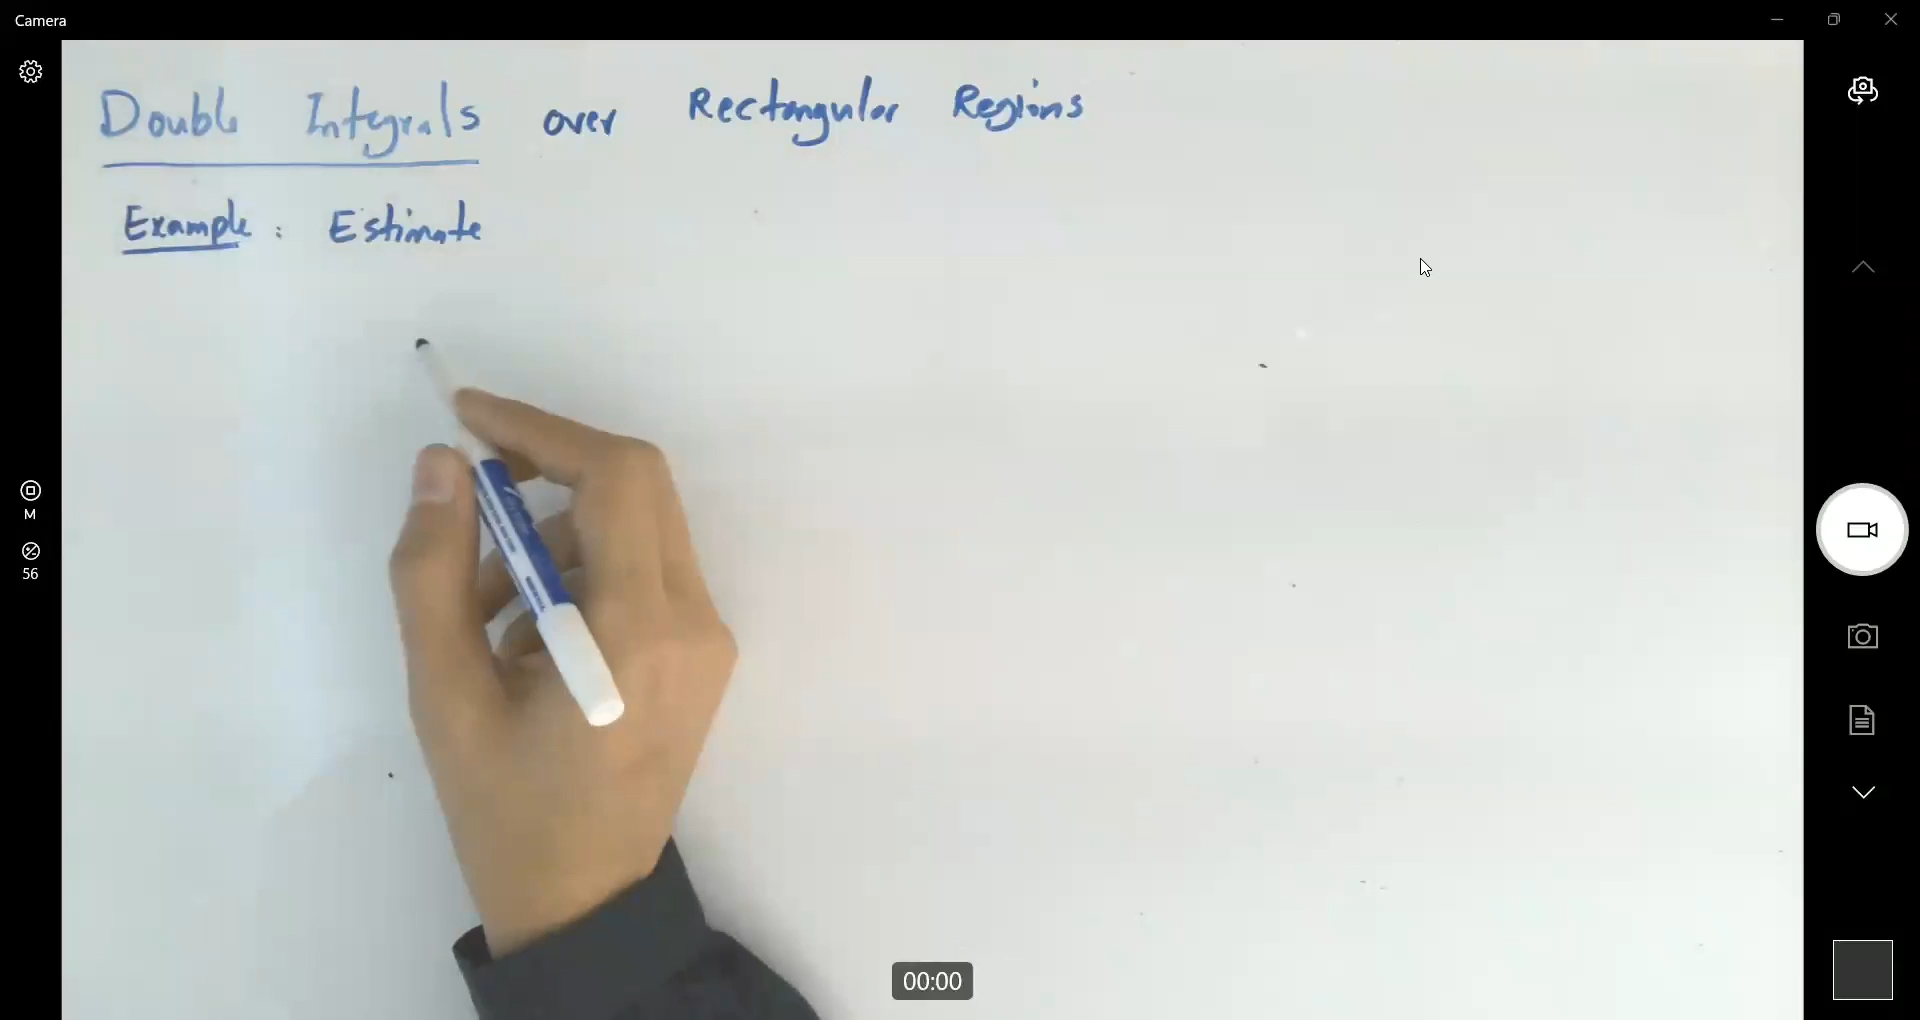 Camera
Double Integrals over Rectangular Regions
Example : Estimate
M
56
00:00